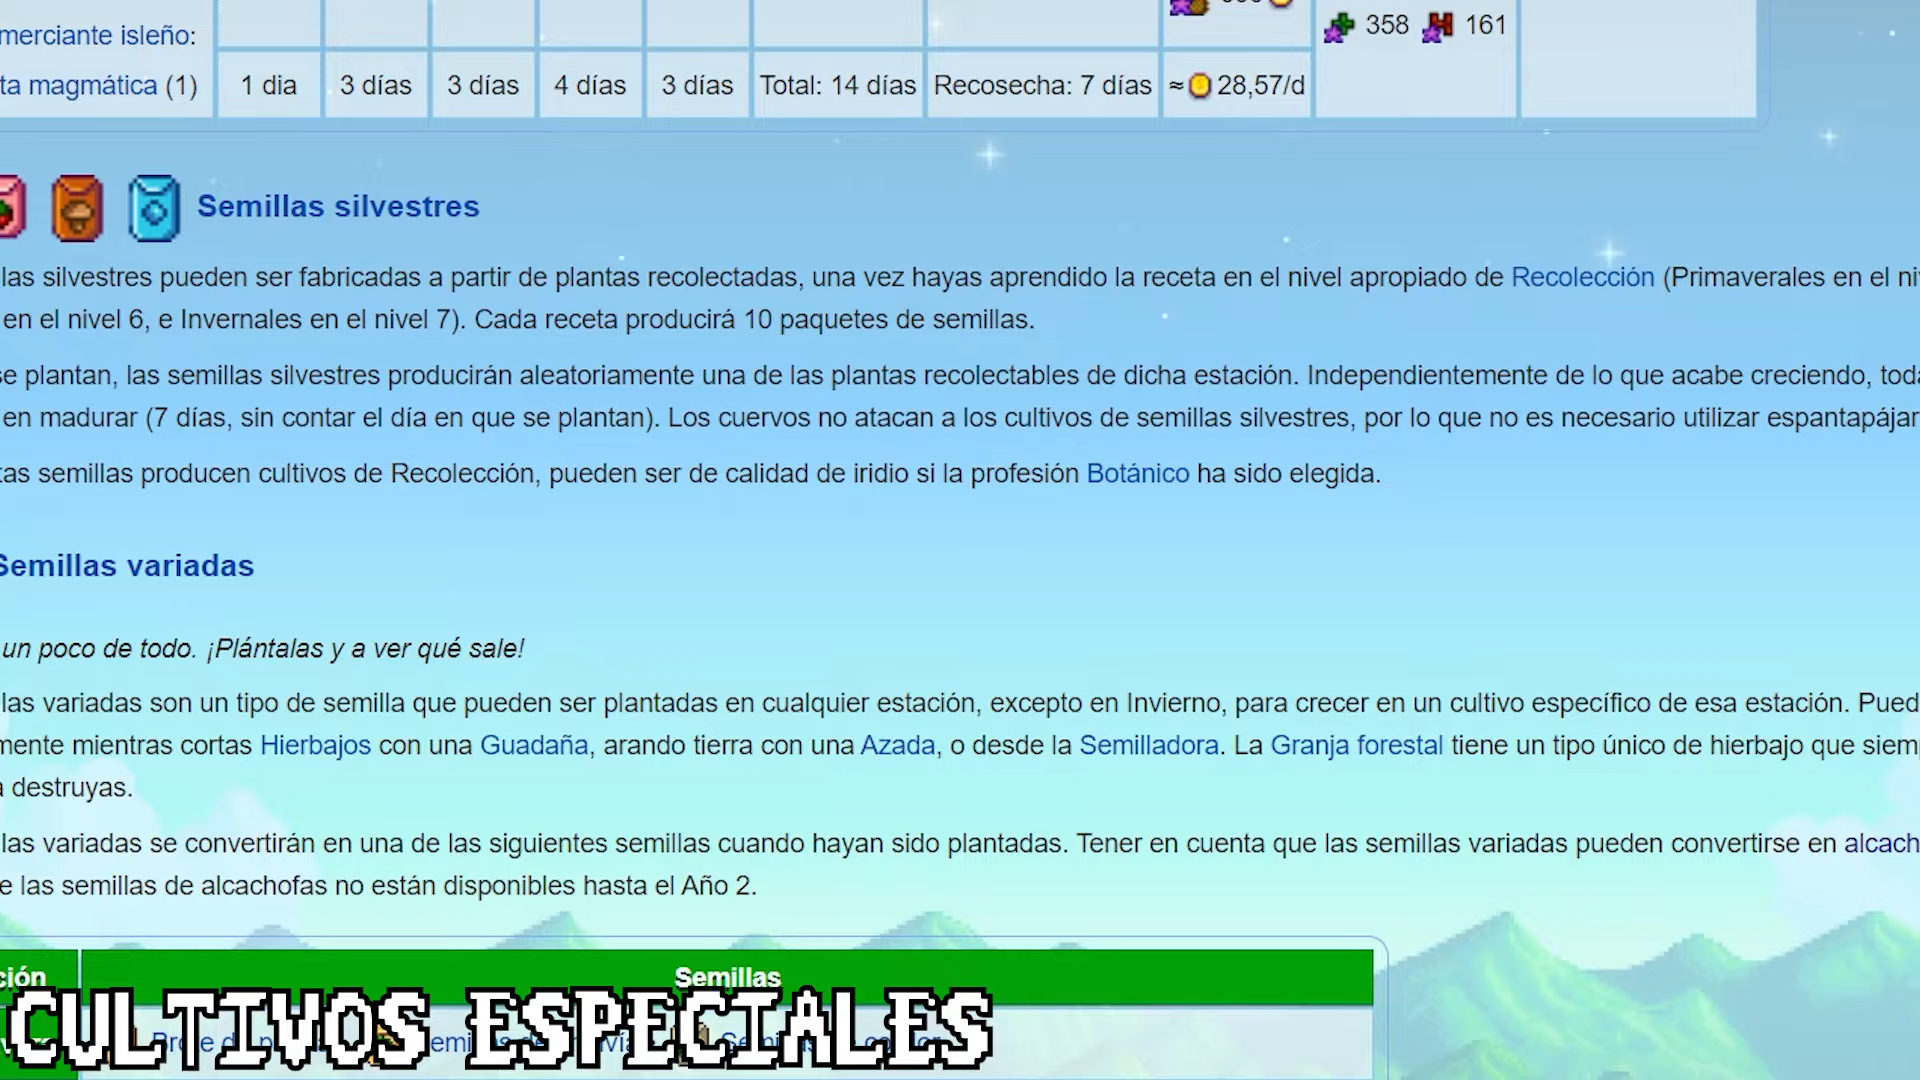 merciante isleño:
358 161
ta magmática (1) 1 dia 3 días 3 días 4 días 3 días Total: 14 días Recosecha: 7 días ≈ 28,57/d
Semillas silvestres
las silvestres pueden ser fabricadas a partir de plantas recolectadas, una vez hayas aprendido la receta en el nivel apropiado de Recolección (Primaverales en el ni
en el nivel 6, e Invernales en el nivel 7). Cada receta producirá 10 paquetes de semillas.
se plantan, las semillas silvestres producirán aleatoriamente una de las plantas recolectables de dicha estación. Independientemente de lo que acabe creciendo, toda
en madurar (7 días, sin contar el día en que se plantan). Los cuervos no atacan a los cultivos de semillas silvestres, por lo que no es necesario utilizar espantapájar
tas semillas producen cultivos de Recolección, pueden ser de calidad de iridio si la profesión Botánico ha sido elegida.
Semillas variadas
un poco de todo. ¡Plántalas y a ver qué sale!
las variadas son un tipo de semilla que pueden ser plantadas en cualquier estación, excepto en Invierno, para crecer en un cultivo específico de esa estación. Pued
mente mientras cortas Hierbajos con una Guadaña, arando tierra con una Azada, o desde la Semilladora. La Granja forestal tiene un tipo único de hierbajo que siem
a destruyas.
las variadas se convertirán en una de las siguientes semillas cuando hayan sido plantadas. Tener en cuenta que las semillas variadas pueden convertirse en alcach
e las semillas de alcachofas no están disponibles hasta el Año 2.
ción Semillas
CULTIVOS ESPECIALES